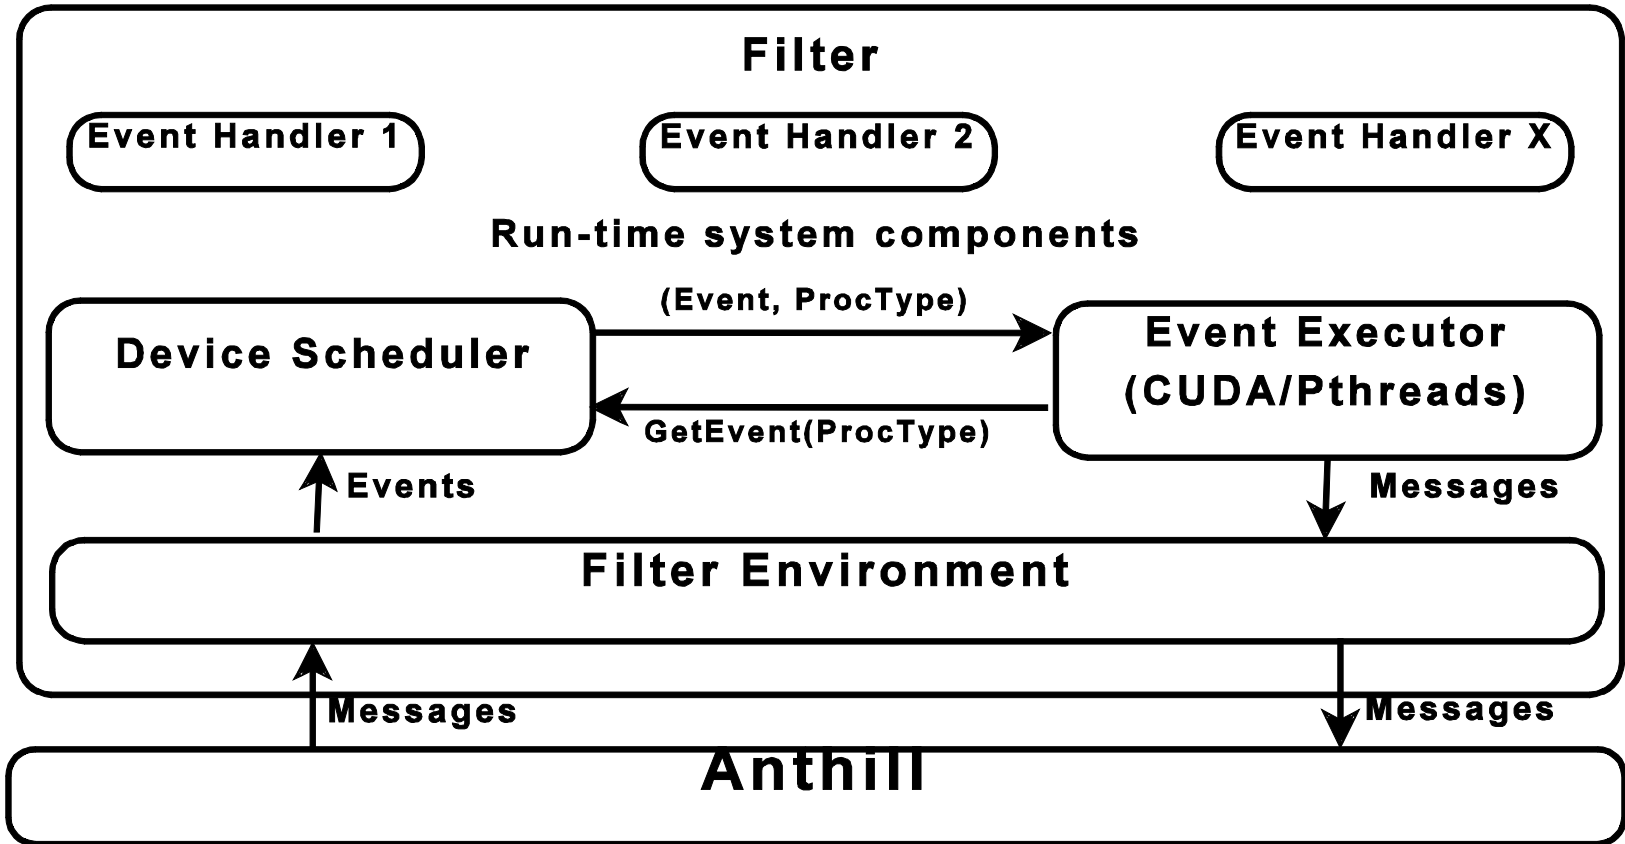 Filter
Event Handler 1
Event Handler 2
Event Handler X
Run-time system components
(Event, ProcType)
Device Scheduler
Event Executor
(CUDA/Pthreads)
GetEvent(ProcType)
Events
Messages
Filter Environment
Messages
Messages
Anthill